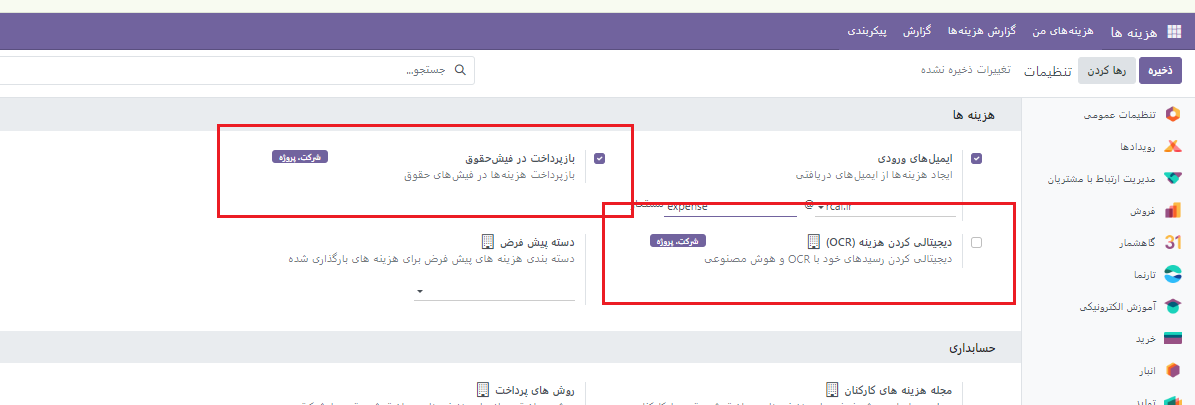 هزینه ها هزینه‌های من گزارش هزینه‌ها گزارش پیکربندی
ذخیره رها کردن تنظیمات تغییرات ذخیره نشده جستجو...
تنظیمات عمومی
رویدادها
مدیریت ارتباط با مشتریان
فروش
گاهشمار
تارنما
آموزش الکترونیکی
خرید
انبار
تولید
هزینه ها
ایمیل‌های ورودی
ایجاد هزینه‌ها از ایمیل‌های دریافتی
expense @ rcai.ir
بازپرداخت در فیش‌حقوق شرکت، پروژه
بازپرداخت هزینه‌ها در فیش‌های حقوق
دیجیتالی کردن هزینه (OCR) شرکت، پروژه
دیجیتالی کردن رسیدهای خود با OCR و هوش مصنوعی
دسته پیش فرض
دسته بندی هزینه های پیش فرض برای هزینه های بارگذاری شده
حسابداری
مجله هزینه های کارکنان
روش های پرداخت